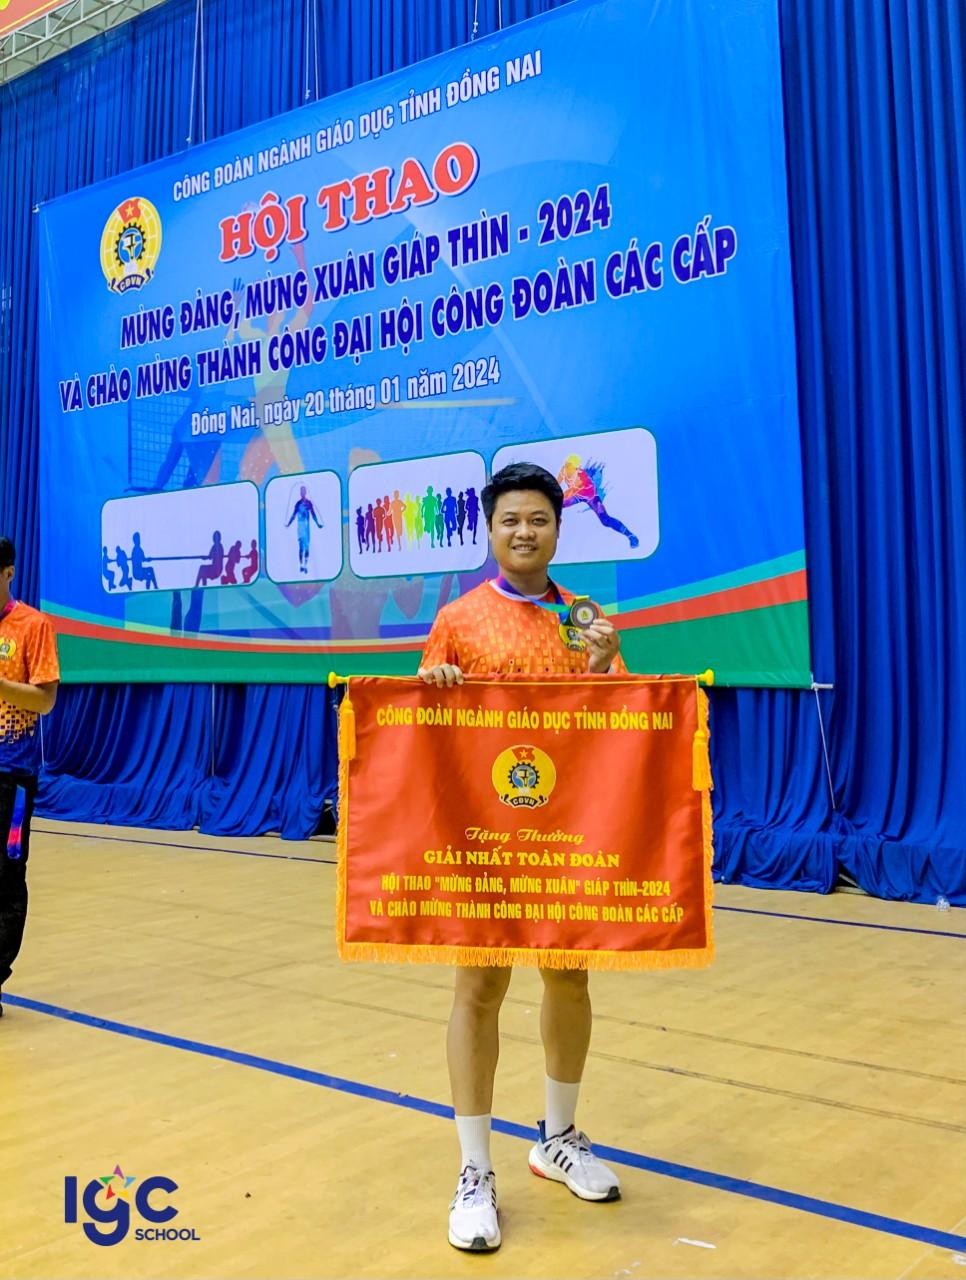 CÔNG ĐOÀN NGÀNH GIÁO DỤC TỈNH ĐỒNG NAI
HỘI THAO
MỪNG ĐẢNG, MỪNG XUÂN GIÁP THÌN - 2024
VÀ CHÀO MỪNG THÀNH CÔNG ĐẠI HỘI CÔNG ĐOÀN CÁC CẤP
Đồng Nai, ngày 20 tháng 01 năm 2024
CĐVN
CÔNG ĐOÀN NGÀNH GIÁO DỤC TỈNH ĐỒNG NAI
CĐVN
Tặng Thưởng
GIẢI NHẤT TOÀN ĐOÀN
HỘI THAO "MỪNG ĐẢNG, MỪNG XUÂN" GIÁP THÌN-2024
VÀ CHÀO MỪNG THÀNH CÔNG ĐẠI HỘI CÔNG ĐOÀN CÁC CẤP
IGC
SCHOOL